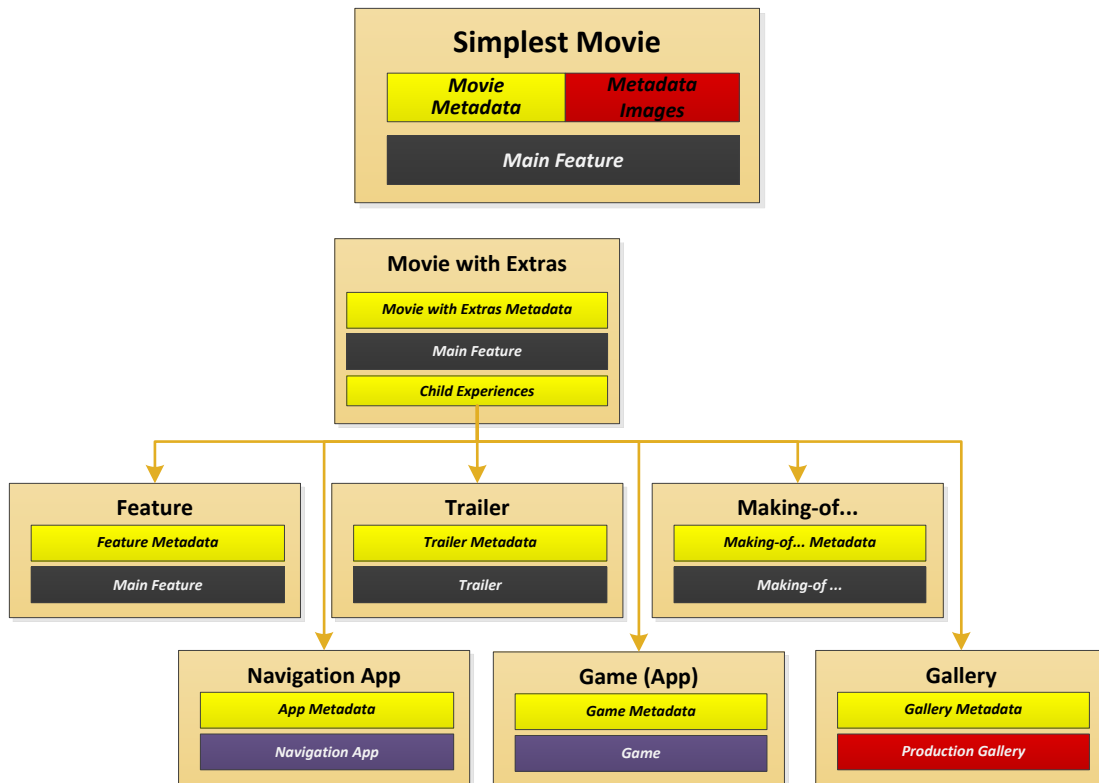 Simplest Movie
Movie
Metadata
Metadata
Images
Main Feature
Movie with Extras
Movie with Extras Metadata
Main Feature
Child Experiences
Feature
Feature Metadata
Main Feature
Trailer
Trailer Metadata
Trailer
Making-of...
Making-of... Metadata
Making-of ...
Navigation App
App Metadata
Navigation App
Game (App)
Game Metadata
Game
Gallery
Gallery Metadata
Production Gallery